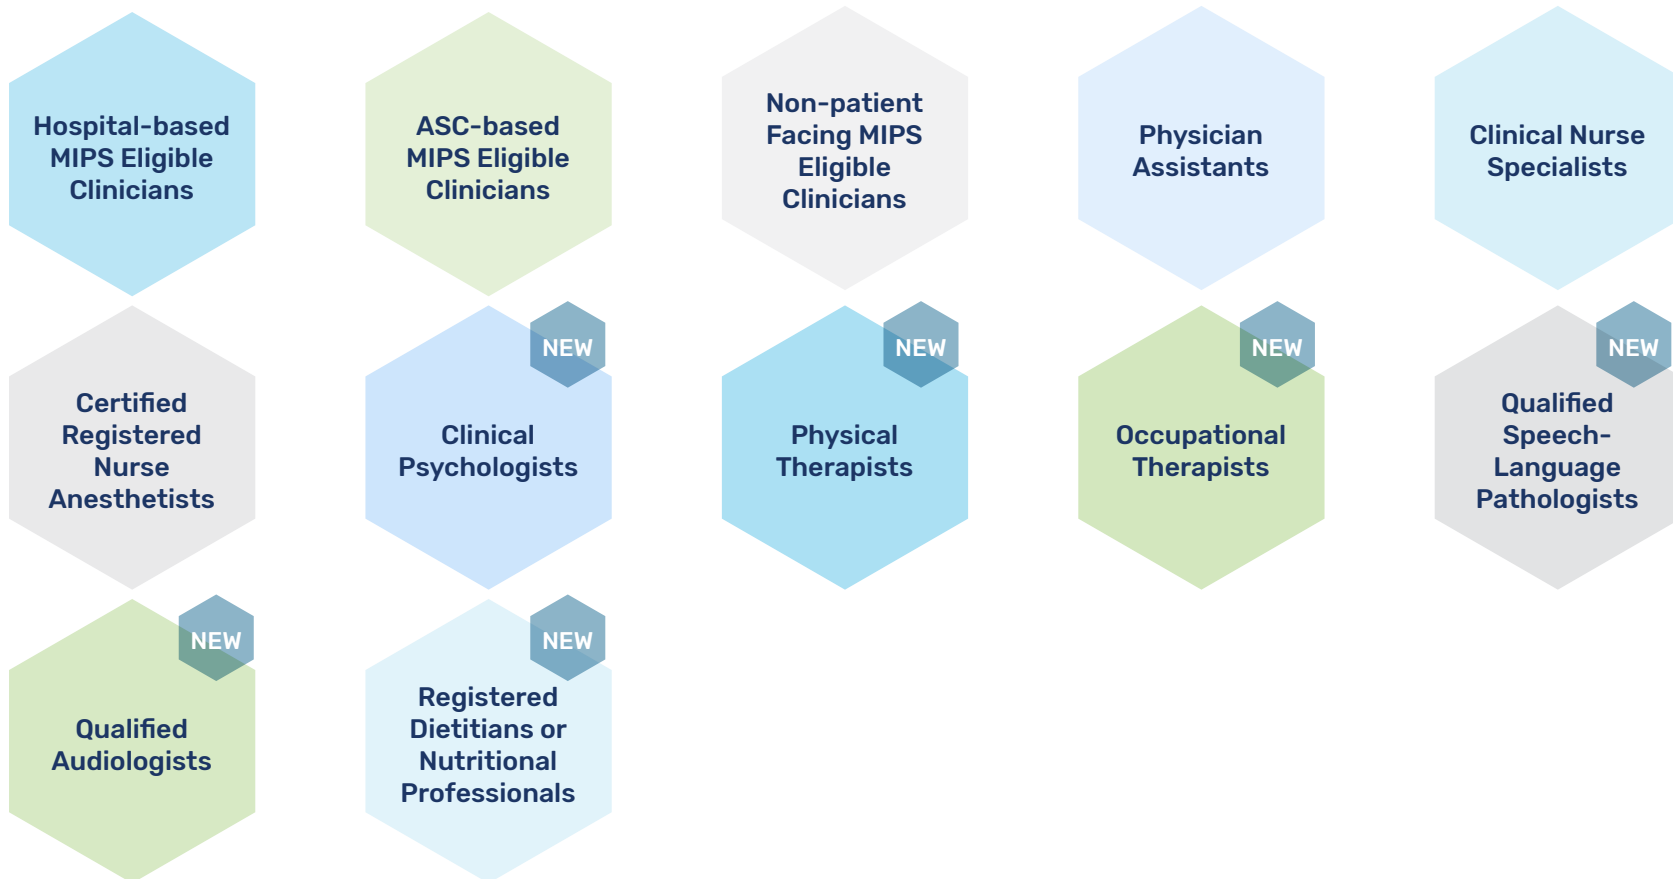 Hospital-based
MIPS Eligible
Clinicians
ASC-based
MIPS Eligible
Clinicians
Non-patient
Facing MIPS
Eligible
Clinicians
Physician
Assistants
Clinical Nurse
Specialists
Certified
Registered
Nurse
Anesthetists
NEW
Clinical
Psychologists
NEW
Physical
Therapists
NEW
Occupational
Therapists
NEW
Qualified
Speech-
Language
Pathologists
NEW
Qualified
Audiologists
NEW
Registered
Dietitians or
Nutritional
Professionals